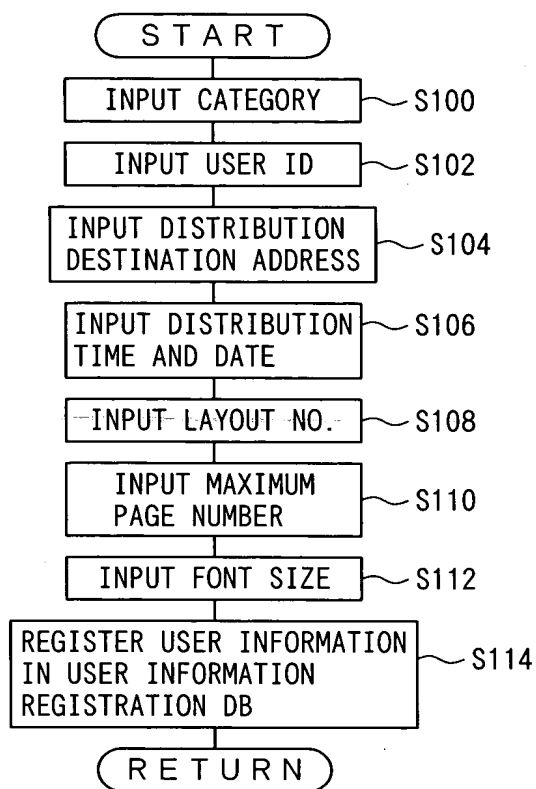 START
INPUT CATEGORY S100
INPUT USER ID S102
INPUT DISTRIBUTION
DESTINATION ADDRESS S104
INPUT DISTRIBUTION
TIME AND DATE S106
INPUT LAYOUT NO. S108
INPUT MAXIMUM
PAGE NUMBER S110
INPUT FONT SIZE S112
REGISTER USER INFORMATION
IN USER INFORMATION
REGISTRATION DB S114
RETURN